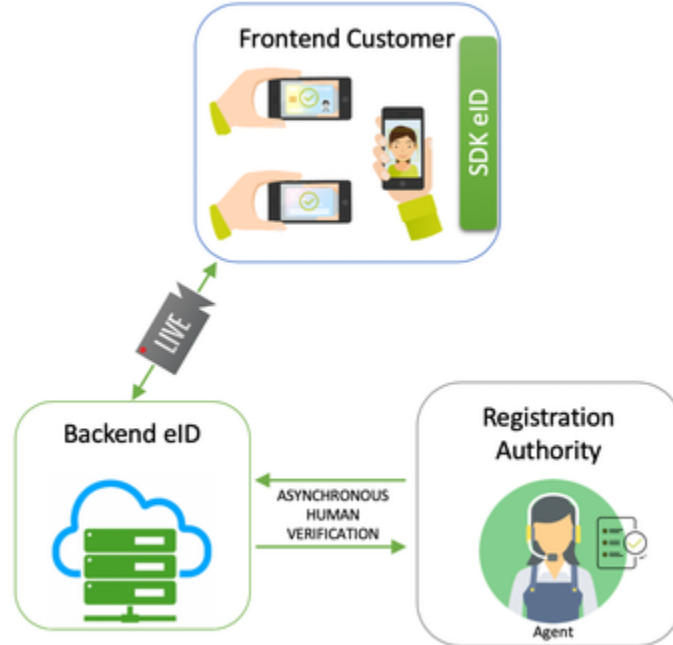 Frontend Customer
SDK eID
LIVE
Backend eID
Registration
Authority
ASYNCHRONOUS
HUMAN
VERIFICATION
Agent